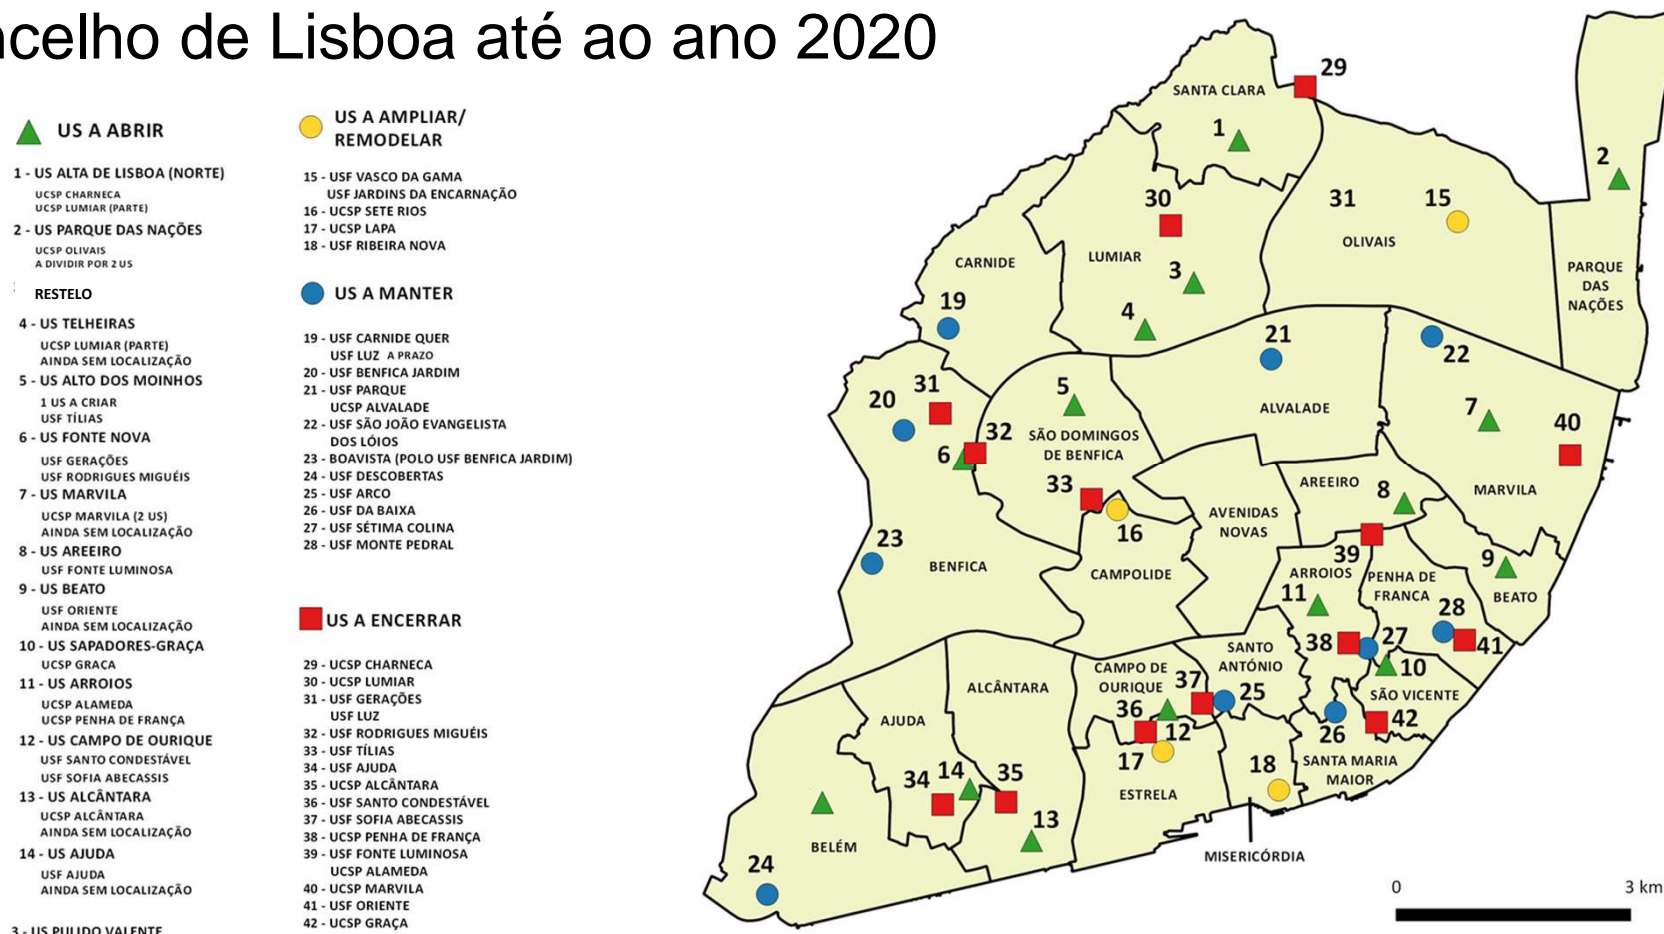 ncelho de Lisboa até ao ano 2020
US A ABRIR
1 - US ALTA DE LISBOA (NORTE)
UCSP CHARNECA
UCSP LUMIAR (PARTE)
2 - US PARQUE DAS NAÇÕES
UCSP OLIVAIS
A DIVIDIR POR 2 US
RESTELO
4 - US TELHEIRAS
UCSP LUMIAR (PARTE)
AINDA SEM LOCALIZAÇÃO
5 - US ALTO DOS MOINHOS
1 US A CRIAR
USF TÍLIAS
6 - US FONTE NOVA
USF GERAÇÕES
USF RODRIGUES MIGUÉIS
7 - US MARVILA
UCSP MARVILA (2 US)
AINDA SEM LOCALIZAÇÃO
8 - US AREEIRO
USF FONTE LUMINOSA
9 - US BEATO
USF ORIENTE
AINDA SEM LOCALIZAÇÃO
10 - US SAPADORES-GRAÇA
UCSP GRAÇA
11 - US ARROIOS
UCSP ALAMEDA
UCSP PENHA DE FRANÇA
12 - US CAMPO DE OURIQUE
USF SANTO CONDESTÁVEL
USF SOFIA ABECASSIS
13 - US ALCÂNTARA
UCSP ALCÂNTARA
AINDA SEM LOCALIZAÇÃO
14 - US AJUDA
USF AJUDA
AINDA SEM LOCALIZAÇÃO
3 - US PULIDO VALENTE
US A AMPLIAR/
REMODELAR
15 - USF VASCO DA GAMA
USF JARDINS DA ENCARNAÇÃO
16 - UCSP SETE RIOS
17 - UCSP LAPA
18 - USF RIBEIRA NOVA
US A MANTER
19 - USF CARNIDE QUER
USF LUZ A PRAZO
20 - USF BENFICA JARDIM
21 - USF PARQUE
UCSP ALVALADE
22 - USF SÃO JOÃO EVANGELISTA
DOS LÓIOS
23 - BOAVISTA (POLO USF BENFICA JARDIM)
24 - USF DESCOBERTAS
25 - USF ARCO
26 - USF DA BAIXA
27 - USF SÉTIMA COLINA
28 - USF MONTE PEDRAL
US A ENCERRAR
29 - UCSP CHARNECA
30 - UCSP LUMIAR
31 - USF GERAÇÕES
USF LUZ
32 - USF RODRIGUES MIGUÉIS
33 - USF TÍLIAS
34 - USF AJUDA
35 - UCSP ALCÂNTARA
36 - USF SANTO CONDESTÁVEL
37 - USF SOFIA ABECASSIS
38 - UCSP PENHA DE FRANÇA
39 - USF FONTE LUMINOSA
UCSP ALAMEDA
40 - UCSP MARVILA
41 - USF ORIENTE
42 - UCSP GRAÇA
29
SANTA CLARA
1
2
30
31
15
OLIVAIS
LUMIAR
CARNIDE
3
PARQUE
DAS
NAÇÕES
19
4
21
22
31
20
5
7
40
ALVALADE
32
SÃO DOMINGOS
DE BENFICA
6
33
AREEIRO
8
MARVILA
AVENIDAS
NOVAS
16
23
39
9
BENFICA
CAMPOLIDE
ARROIOS
PENHA DE
FRANCA
11
28
BEATO
38
27
41
SANTO
ANTÓNIO
10
CAMPO DE
OURIQUE
37
25
SÃO VICENTE
ALCÂNTARA
36
42
AJUDA
12
26
17
18
SANTA MARIA
MAIOR
34
14
35
ESTRELA
13
BELÉM
MISERICÓRDIA
24
0
3 km